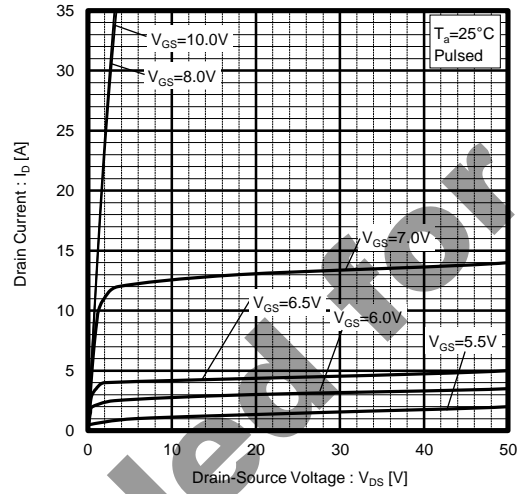 35
30
25
20
15
10
5
0
Drain Current : I_D [A]
V_GS=10.0V
V_GS=8.0V
T_a=25°C
Pulsed
V_GS=7.0V
V_GS=6.5V
V_GS=6.0V
V_GS=5.5V
0 10 20 30 40 50
Drain-Source Voltage : V_DS [V]
ded for